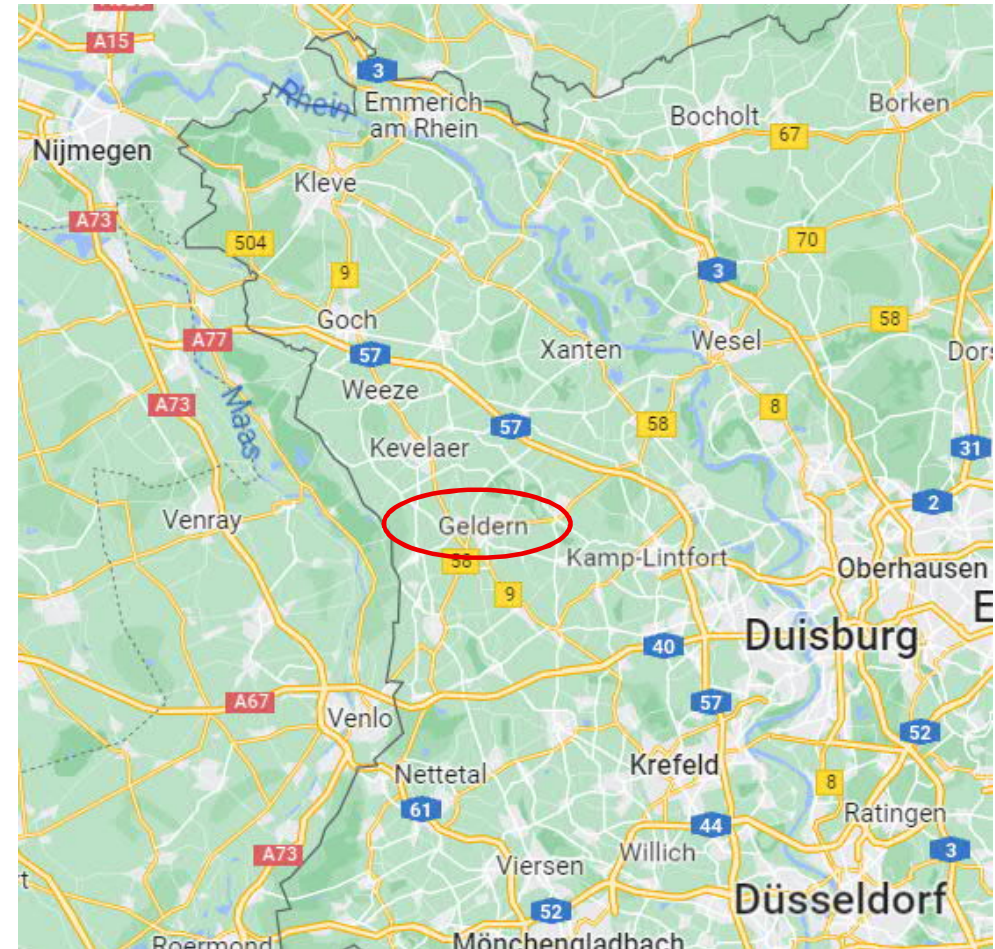 A15
3
Rhein
Emmerich
am Rhein
Bocholt
Borken
67
Nijmegen
Kleve
A73
504
70
9
3
Goch
58
A77
57
Xanten
Wesel
Weeze
A73
Maas
8
58
57
Kevelaer
31
2
Venray
Geldern
58
Kamp-Lintfort
Oberhausen
9
E
Duisburg
40
A67
57
Venlo
52
Krefeld
Nettetal
8
61
Ratingen
44
A73
Willich
3
Viersen
Düsseldorf
52
Roermond
Mönchengladbach